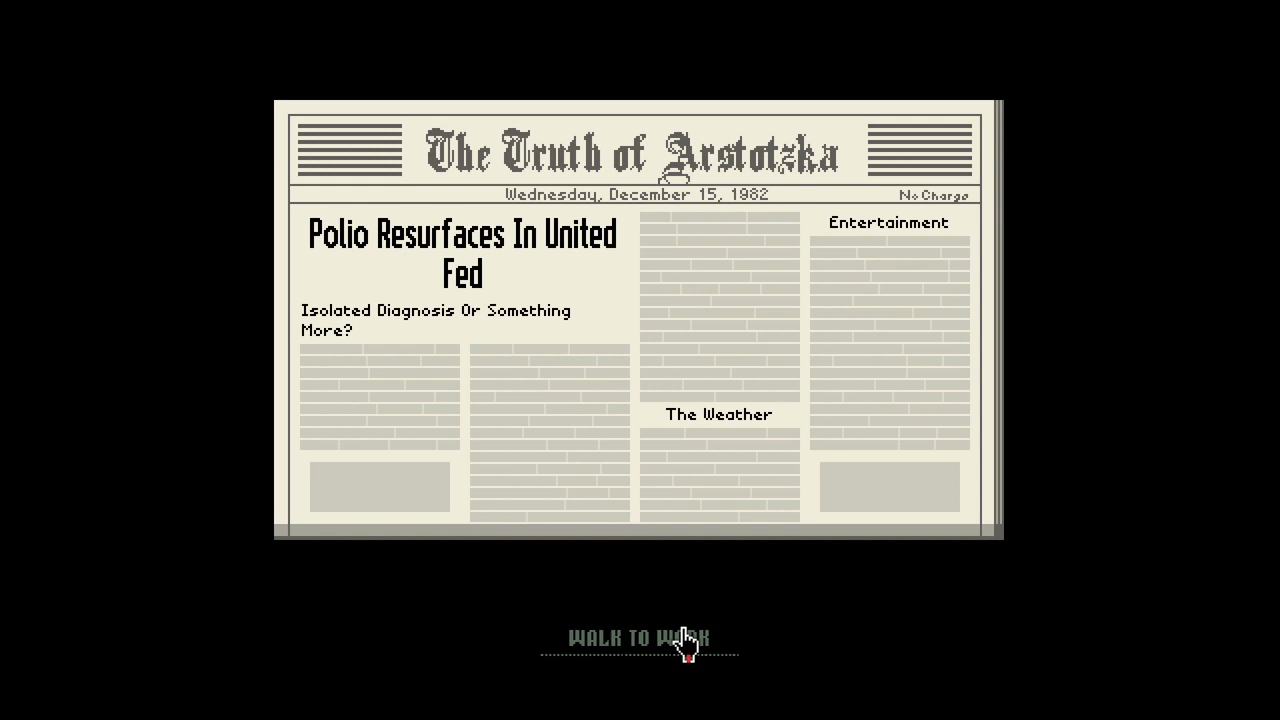 The Truth of Arstotzka
Wednesday, December 15, 1982
No Charge
Polio Resurfaces In United
Fed
Isolated Diagnosis Or Something
More?
The Weather
Entertainment
WALK TO WORK